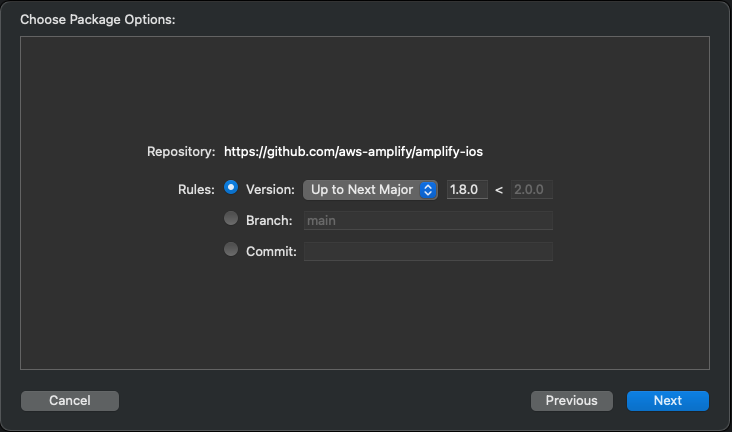 Choose Package Options:
Repository: https://github.com/aws-amplify/amplify-ios
Rules: Version: Up to Next Major 1.8.0 < 2.0.0
Branch: main
Commit:
Cancel Previous Next